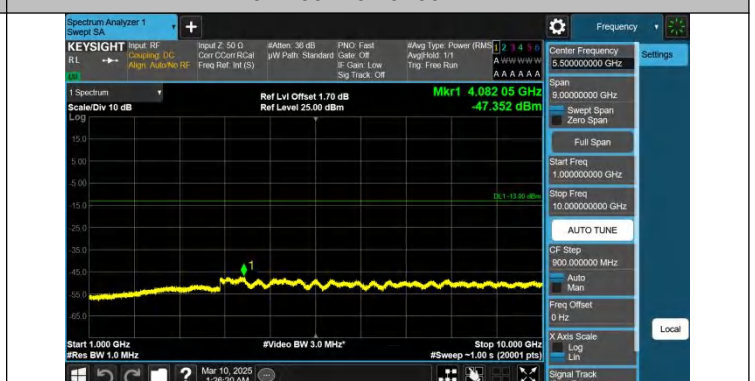 Spectrum Analyzer 1
Swept SA
+
Frequency
KEYSIGHT
RL
Input: RF
Coupling: DC
Align: Auto/No RF
Input Z: 50 Ω
Corr CCorr RCal
Freq Ref: Int (S)
#Atten: 36 dB
µW Path: Standard
PNO: Fast
Gate: Off
IF Gain: Low
Sig Track: Off
#Avg Type: Power (RMS)
Avg|Hold: 1/1
Trig: Free Run
1 2 3 4 5 6
A W W W W W
A A A A A A
1 Spectrum
Scale/Div 10 dB
Log
Ref Lvl Offset 1.70 dB
Ref Level 25.00 dBm
Mkr1 4.082 05 GHz
-47.352 dBm
15.0
5.00
-5.00
-15.0
-25.0
-35.0
-45.0
-55.0
-65.0
DL1 -13.00 dBm
1
Start 1.000 GHz
#Res BW 1.0 MHz
#Video BW 3.0 MHz*
Stop 10.000 GHz
#Sweep ~1.00 s (20001 pts)
Center Frequency
5.500000000 GHz
Span
9.00000000 GHz
Swept Span
Zero Span
Full Span
Start Freq
1.000000000 GHz
Stop Freq
10.000000000 GHz
AUTO TUNE
CF Step
900.000000 MHz
Auto
Man
Freq Offset
0 Hz
X Axis Scale
Log
Lin
Signal Track
Settings
Local
?
Mar 10, 2025